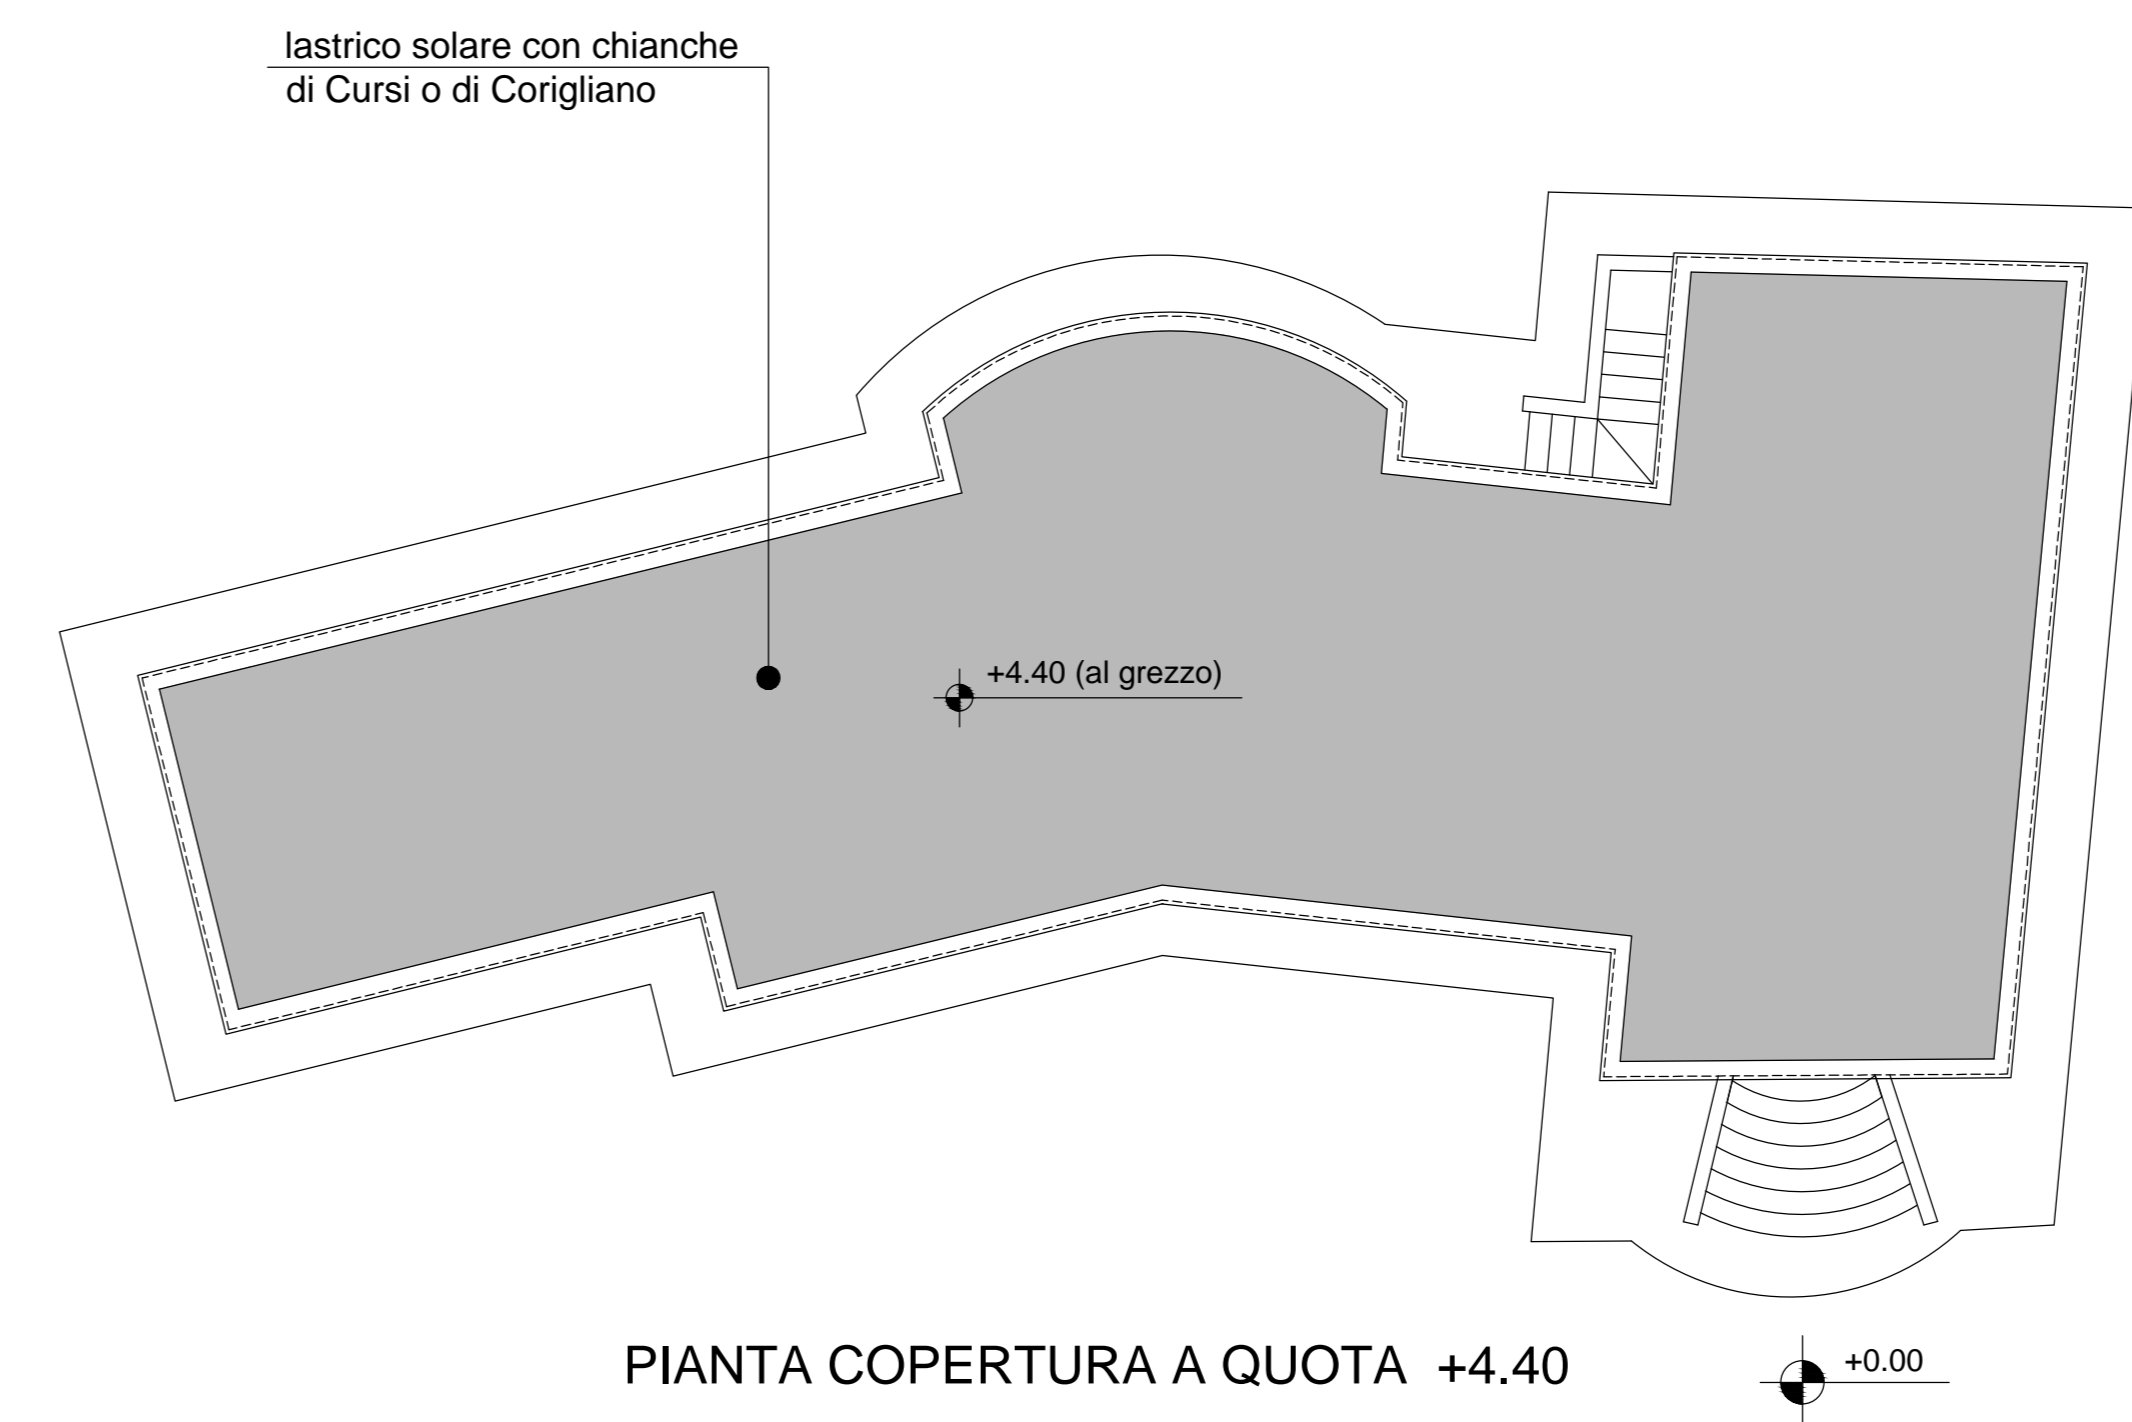 lastrico solare con chianche
di Cursi o di Corigliano
+4.40 (al grezzo)
PIANTA COPERTURA A QUOTA +4.40
+0.00